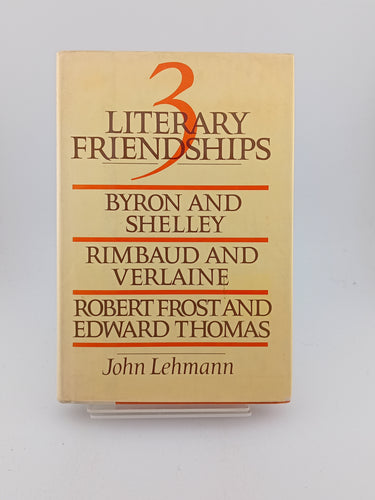 3
LITERARY
FRIENDSHIPS
BYRON AND
SHELLEY
RIMBAUD AND
VERLAINE
ROBERT FROST AND
EDWARD THOMAS
John Lehmann